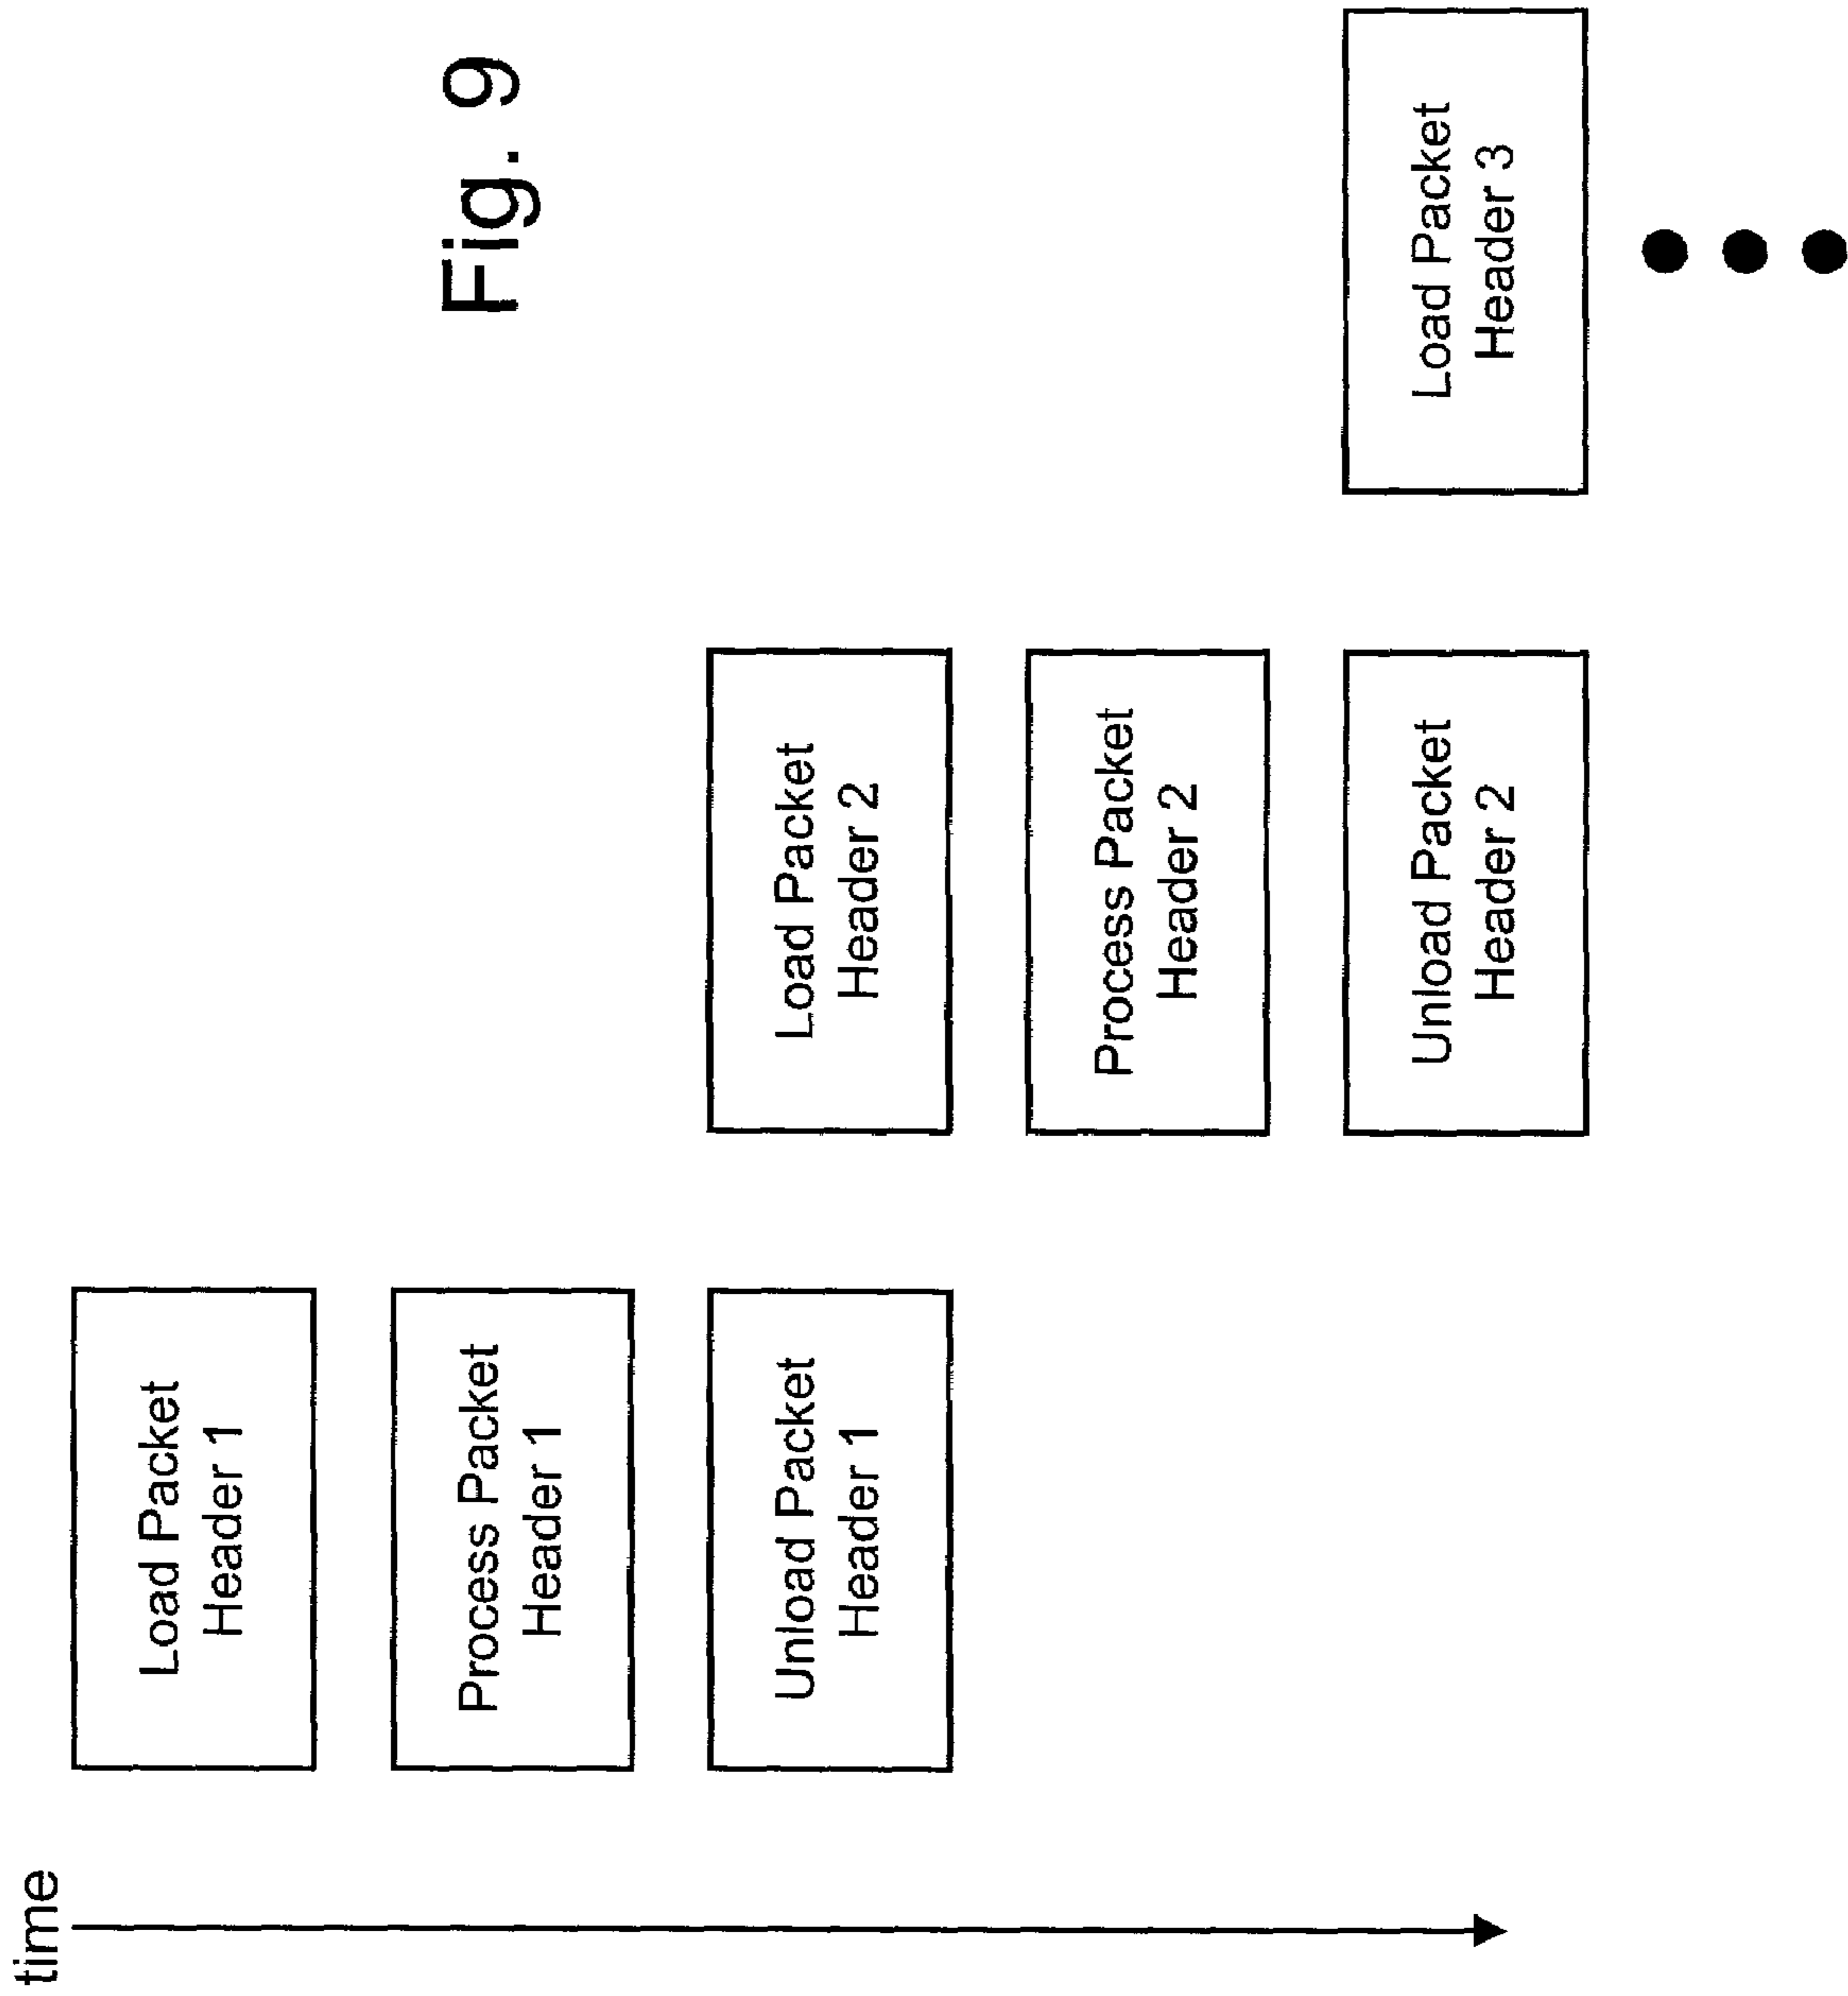 time
Load Packet
Header 1
Process Packet
Header 1
Unload Packet
Header 1
Load Packet
Header 2
Process Packet
Header 2
Unload Packet
Header 2
Load Packet
Header 3
Fig. 9